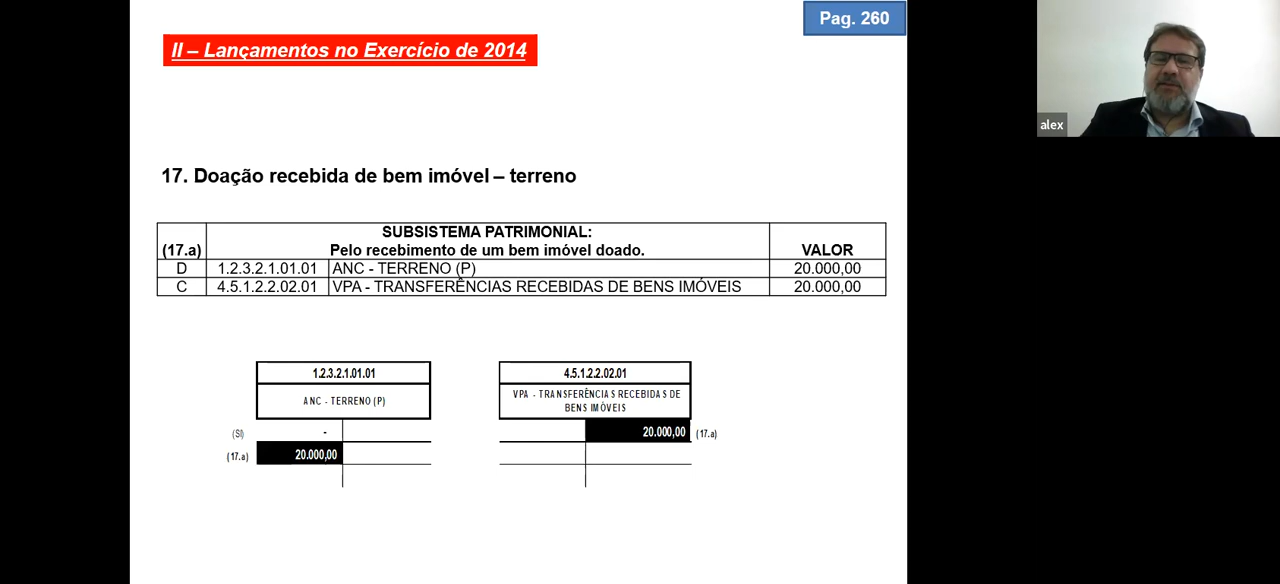 Pag. 260
II – Lançamentos no Exercício de 2014
alex
17. Doação recebida de bem imóvel – terreno
SUBSISTEMA PATRIMONIAL:
(17.a) Pelo recebimento de um bem imóvel doado. VALOR
D 1.2.3.2.1.01.01 ANC - TERRENO (P) 20.000,00
C 4.5.1.2.2.02.01 VPA - TRANSFERÊNCIAS RECEBIDAS DE BENS IMÓVEIS 20.000,00
1.2.3.2.1.01.01
ANC - TERRENO (P)
(SI) -
(17.a) 20.000,00
4.5.1.2.2.02.01
VPA - TRANSFERÊNCIAS RECEBIDAS DE
BENS IMÓVEIS
20.000,00 (17.a)